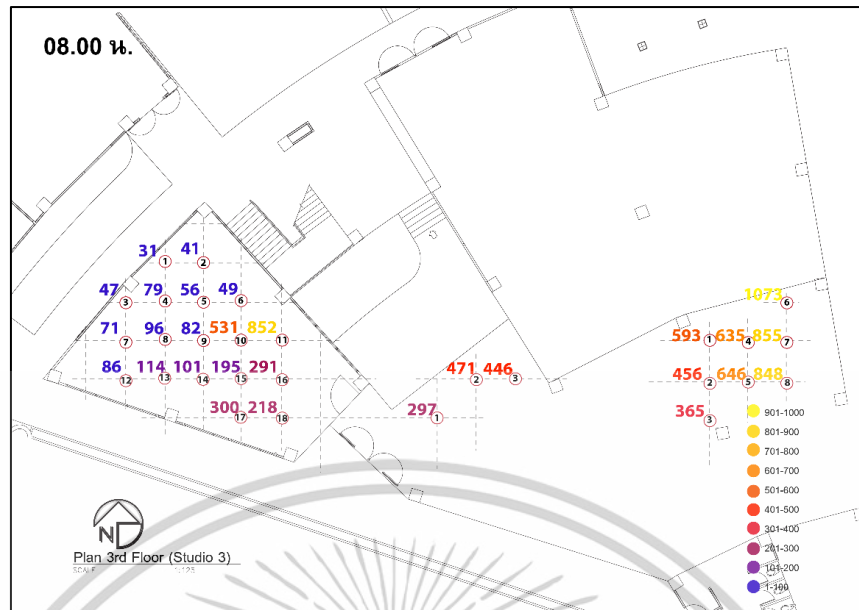 08.00 น.
31 41
1 2
47 79 56 49
3 4 5 6
1073
6
71 96 82 531 852
7 8 9 10 11
593 635 855
1 4 7
86 114 101 195 291
12 13 14 15 16
471 446
2 3
456 646 848
2 5 8
300 218
17 18
297
1
365
3
901-1000
801-900
701-800
601-700
501-600
401-500
301-400
201-300
101-200
1-100
N
Plan 3rd Floor (Studio 3)
SCALE 1:125